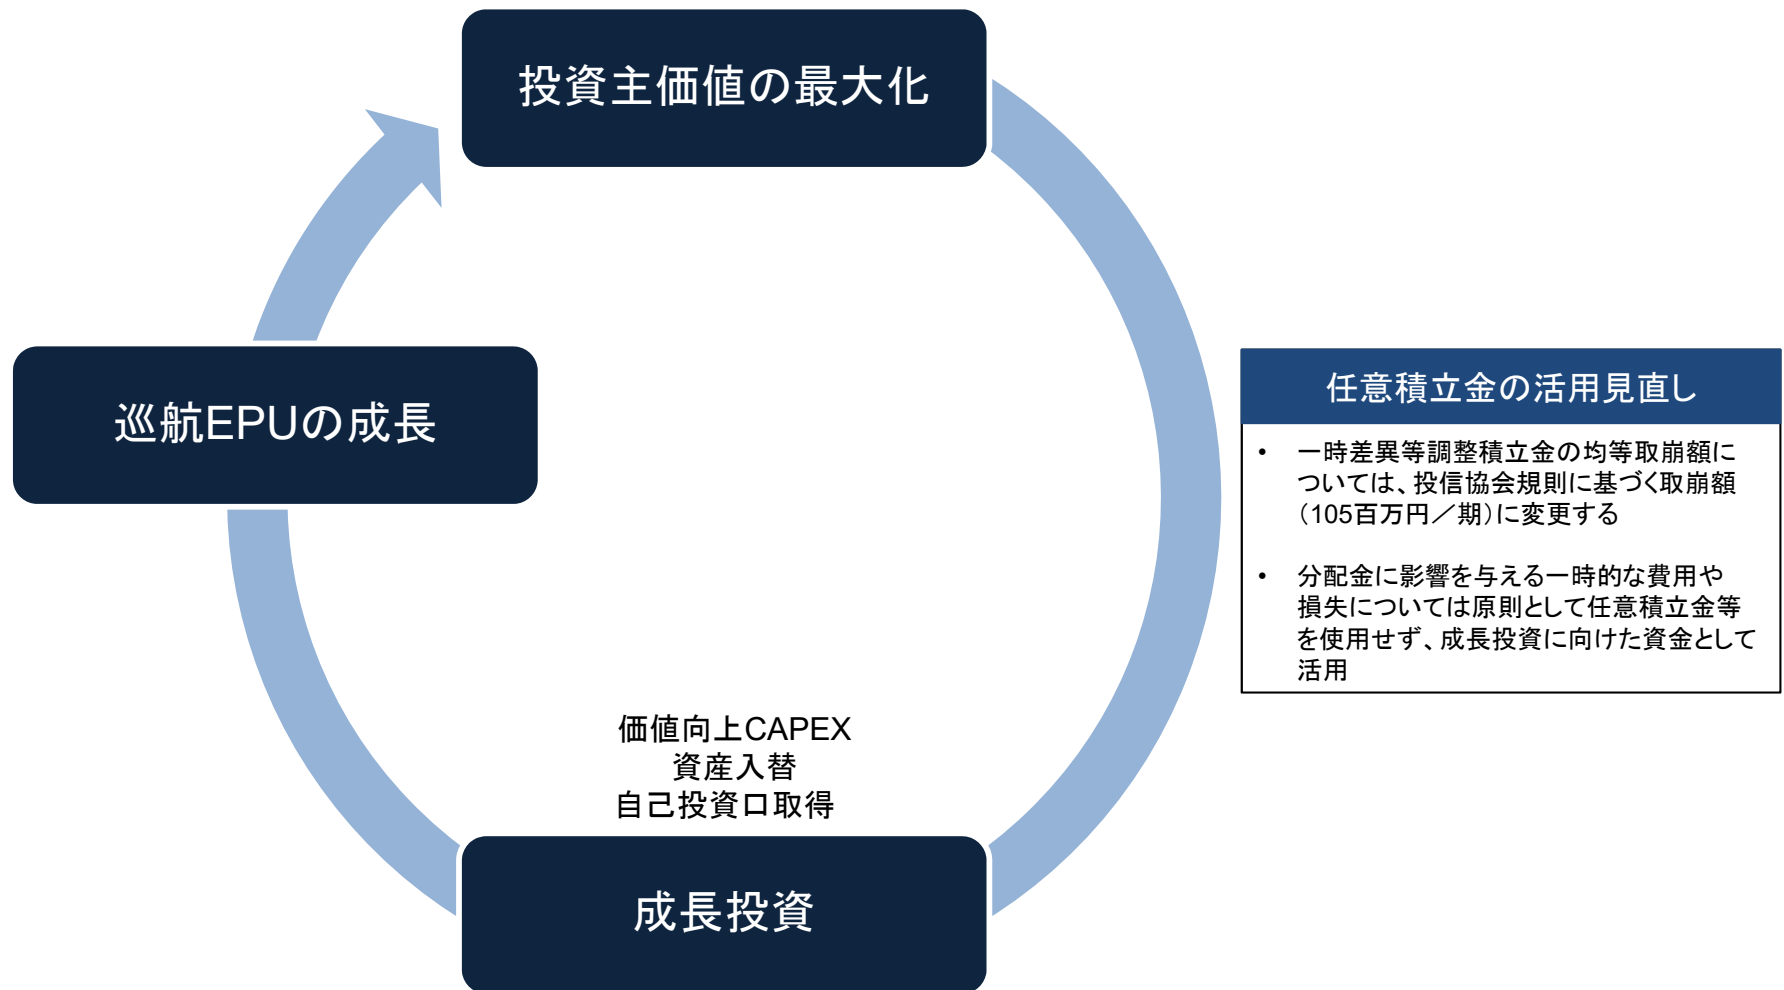 投資主価値の最大化
巡航EPUの成長
任意積立金の活用見直し
• 一時差異等調整積立金の均等取崩額に
ついては、投信協会規則に基づく取崩額
（105百万円／期）に変更する
• 分配金に影響を与える一時的な費用や
損失については原則として任意積立金等
を使用せず、成長投資に向けた資金として
活用
価値向上CAPEX
資産入替
自己投資口取得
成長投資